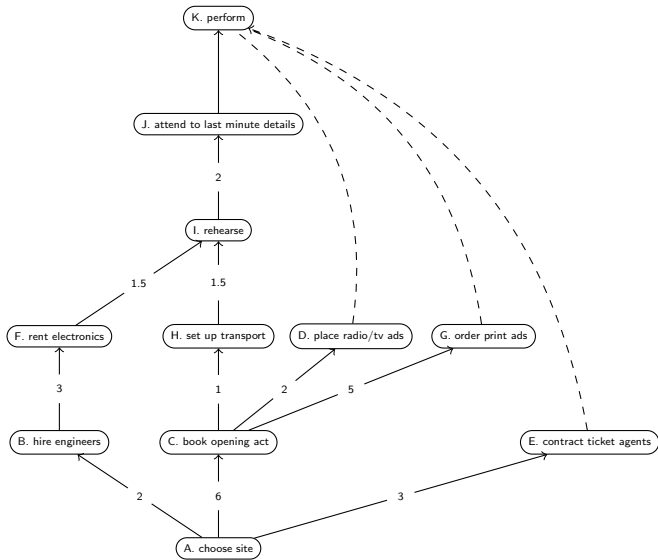 K. perform
J. attend to last minute details
2
I. rehearse
1.5
1.5
F. rent electronics
H. set up transport
D. place radio/tv ads
G. order print ads
3
1
2
5
B. hire engineers
C. book opening act
E. contract ticket agents
2
6
3
A. choose site